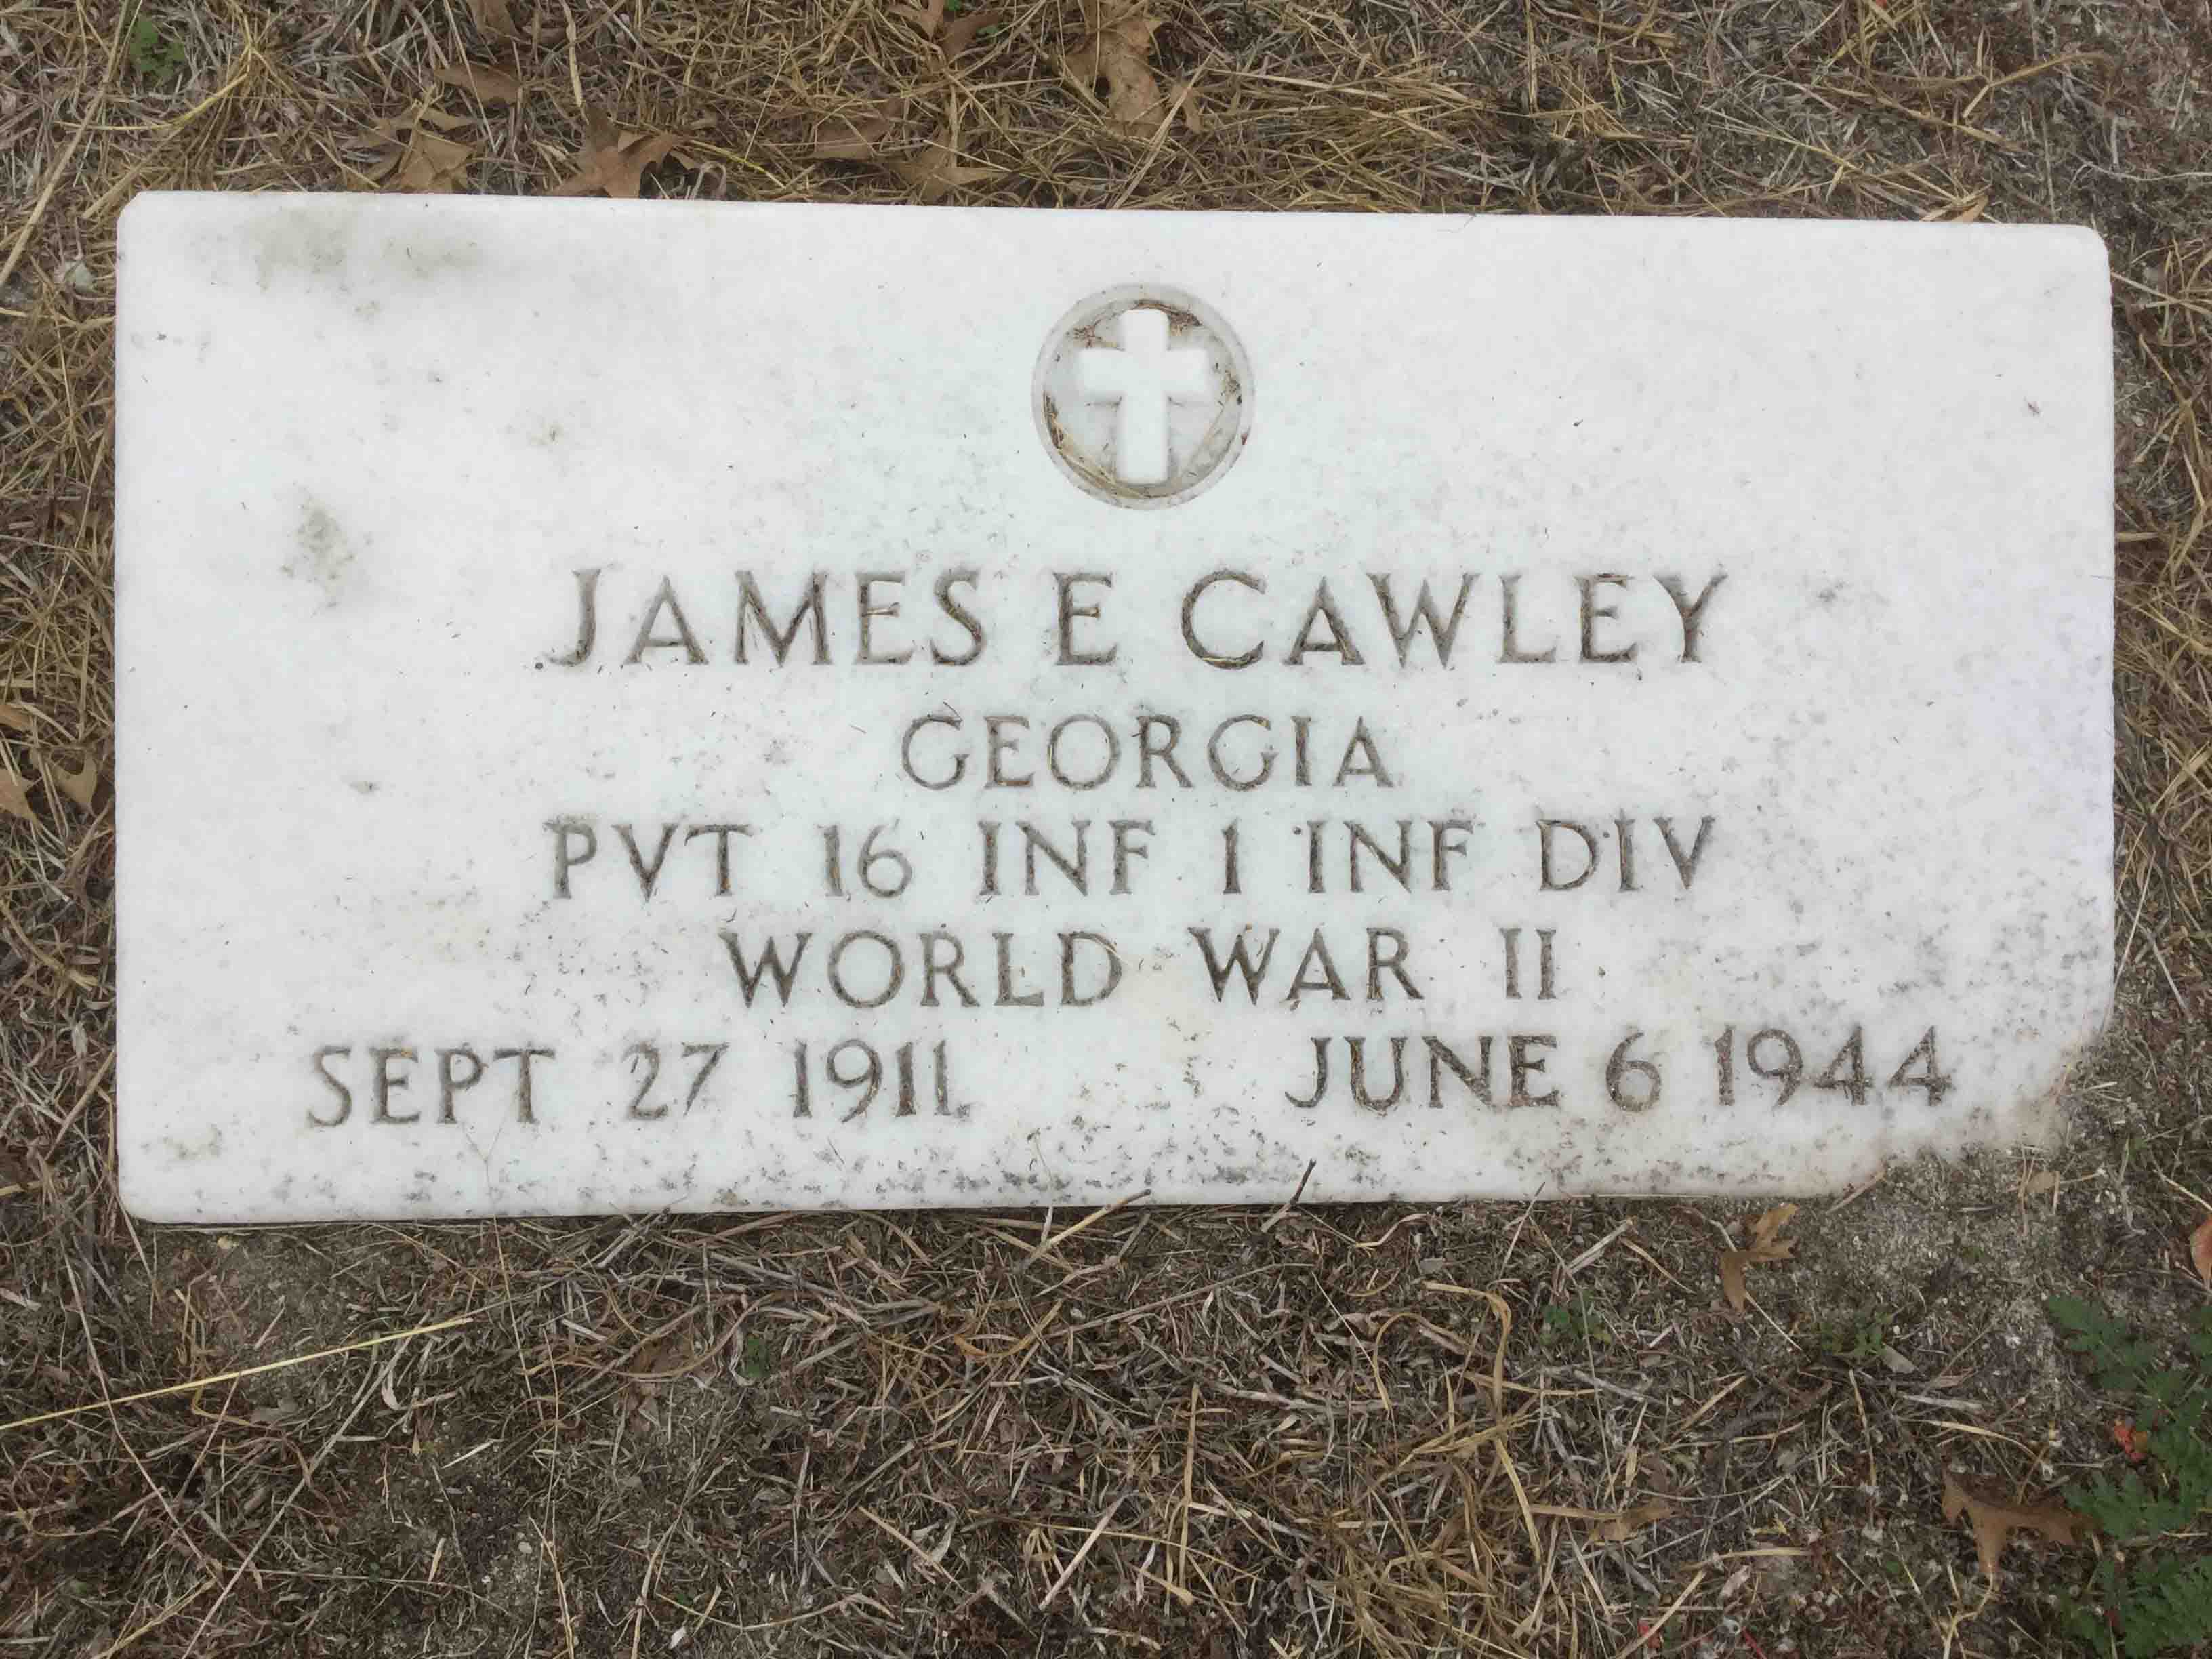 JAMES E CAWLEY
GEORGIA
PVT 16 INF 1 INF DIV
WORLD WAR II
SEPT 27 1911 JUNE 6 1944